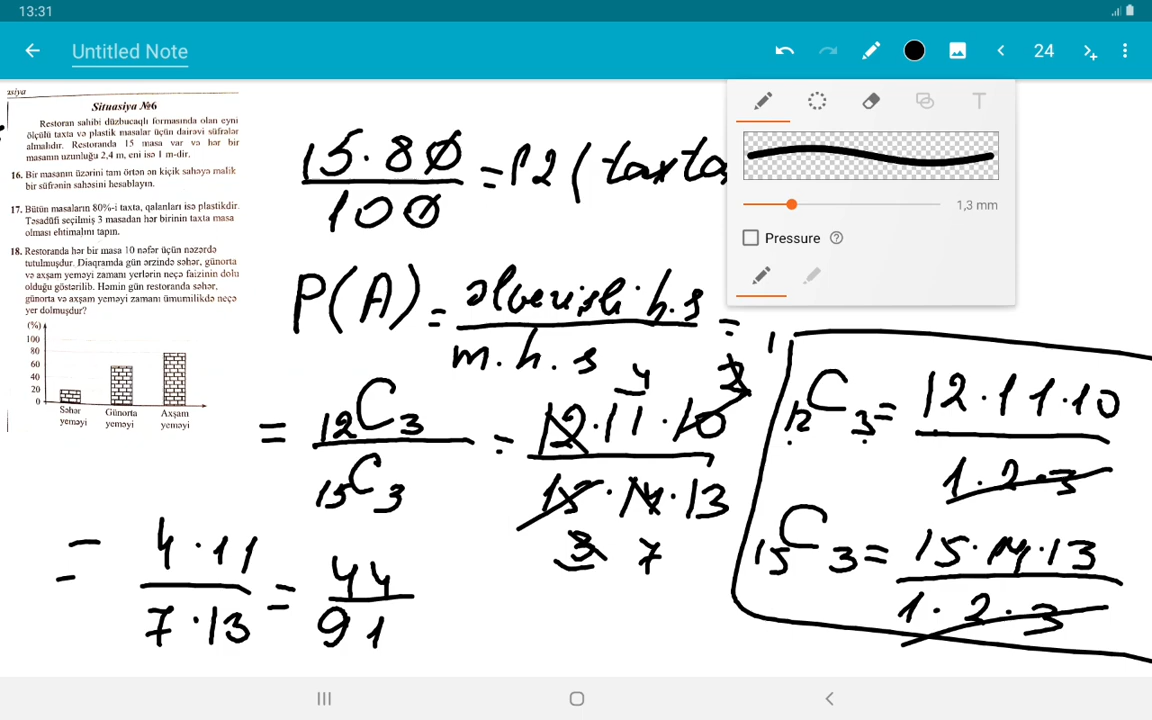 13:31
Untitled Note
24
asiya
Situasiya №6
Restoran sahibi düzbucaqlı formasında olan eyni
ölçülü taxta və plastik masalar üçün dairəvi süfrələr
almalıdır. Restoranda 15 masa var və hər bir
masanın uzunluğu 2,4 m, eni isə 1 m-dir.
16. Bir masanın üzərini tam örtən ən kiçik sahəyə malik
bir süfrənin sahəsini hesablayın.
17. Bütün masaların 80%-i taxta, qalanları isə plastikdir.
Təsadüfi seçilmiş 3 masadan hər birinin taxta masa
olması ehtimalını tapın.
18. Restoranda hər bir masa 10 nəfər üçün nəzərdə
tutulmuşdur. Diaqramda gün ərzində səhər, günorta
və axşam yeməyi zamanı yerlərin neçə faizinin dolu
olduğu göstərilib. Həmin gün restoranda səhər,
günorta və axşam yeməyi zamanı ümumilikdə neçə
yer dolmuşdur?
(%)
100
80
60
40
20
0
Səhər yeməyi
Günorta yeməyi
Axşam yeməyi
1,3 mm
Pressure
T
15·80/100 = 12 (taxta
P(A) = əlverişli h.s / m.h.s =
= 12C3 / 15C3 = 12·11·10 / 15·14·13
4 2
3 7
= 4·11 / 7·13 = 44/91
12C3 = 12·11·10 / 1·2·3
15C3 = 15·14·13 / 1·2·3